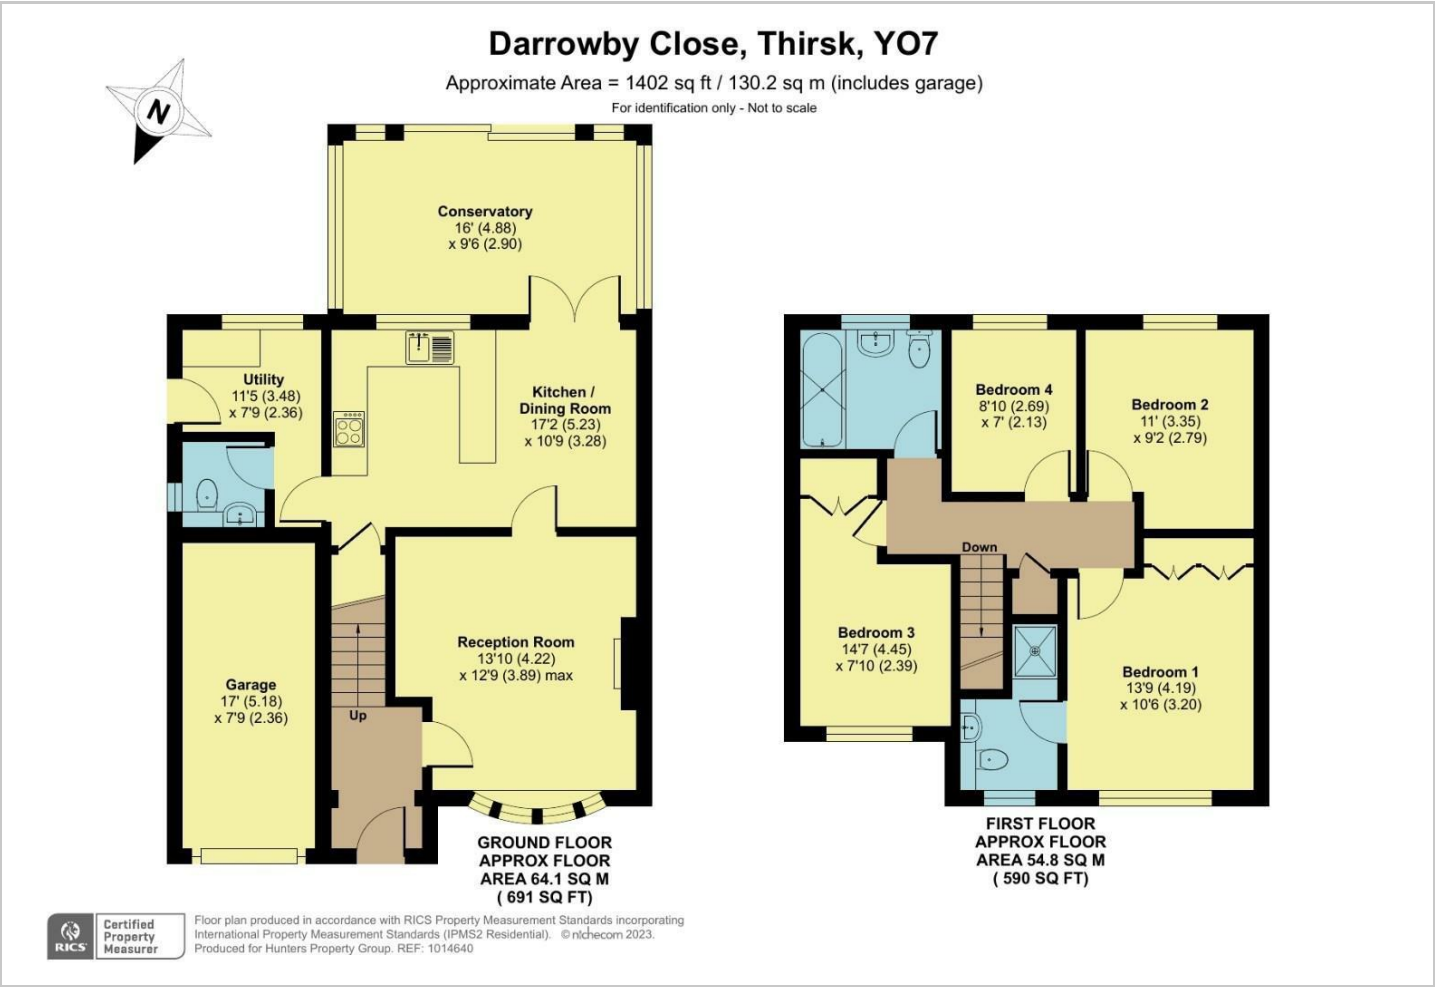 Darrowby Close, Thirsk, YO7
Approximate Area = 1402 sq ft / 130.2 sq m (includes garage)
For identification only - Not to scale
N
Conservatory
16' (4.88)
x 9'6 (2.90)
Utility
11'5 (3.48)
x 7'9 (2.36)
Kitchen /
Dining Room
17'2 (5.23)
x 10'9 (3.28)
Reception Room
13'10 (4.22)
x 12'9 (3.89) max
Garage
17' (5.18)
x 7'9 (2.36)
Up
GROUND FLOOR
APPROX FLOOR
AREA 64.1 SQ M
( 691 SQ FT)
Bedroom 4
8'10 (2.69)
x 7' (2.13)
Bedroom 2
11' (3.35)
x 9'2 (2.79)
Down
Bedroom 3
14'7 (4.45)
x 7'10 (2.39)
Bedroom 1
13'9 (4.19)
x 10'6 (3.20)
FIRST FLOOR
APPROX FLOOR
AREA 54.8 SQ M
( 590 SQ FT)
RICS
Certified
Property
Measurer
Floor plan produced in accordance with RICS Property Measurement Standards incorporating
International Property Measurement Standards (IPMS2 Residential). © nichecom 2023.
Produced for Hunters Property Group. REF: 1014640